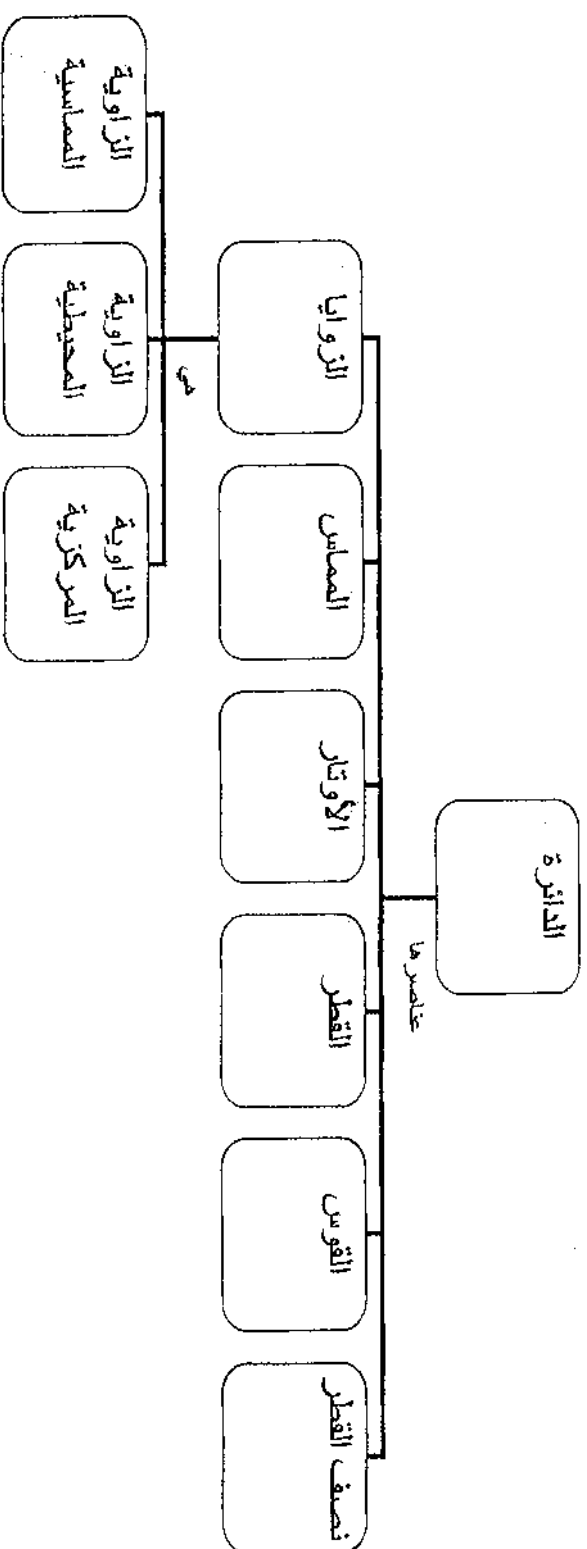 الدائرة
عناصرها
نصف القطر
القوس
القطر
الأوتار
المماس
الزوايا
هي
الزاوية
المركزية
الزاوية
المحيطية
الزاوية
المماسية